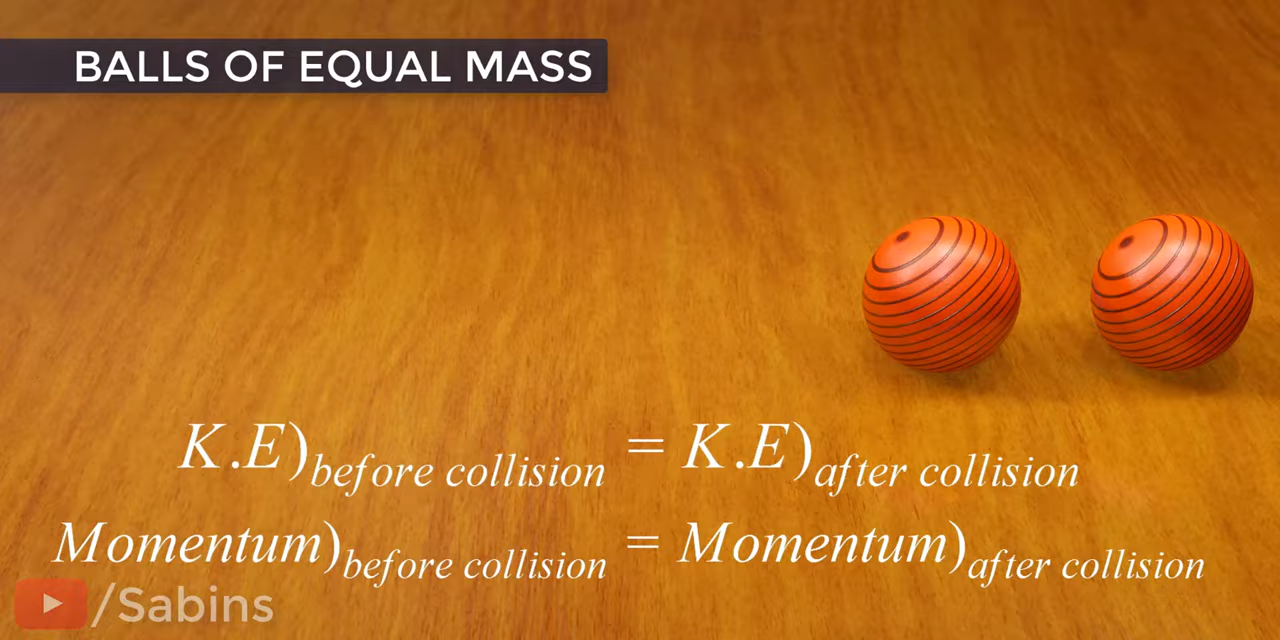 BALLS OF EQUAL MASS
K.E)before collision = K.E)after collision
Momentum)before collision = Momentum)after collision
/Sabins